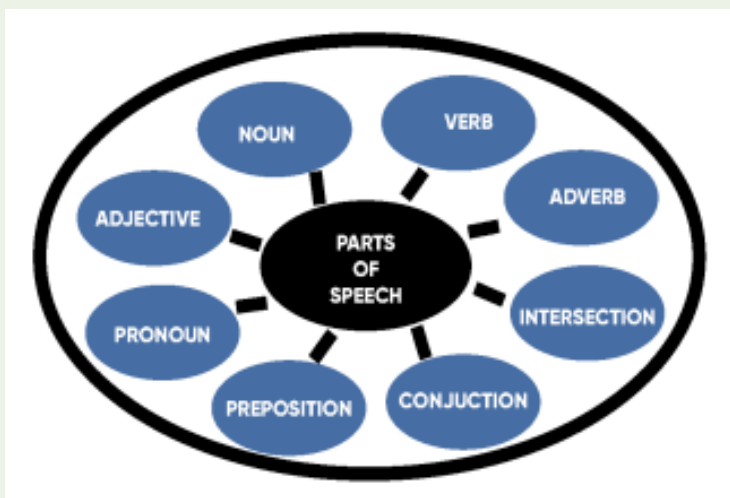 NOUN
VERB
ADJECTIVE
ADVERB
PARTS
OF
SPEECH
PRONOUN
INTERSECTION
PREPOSITION
CONJUCTION